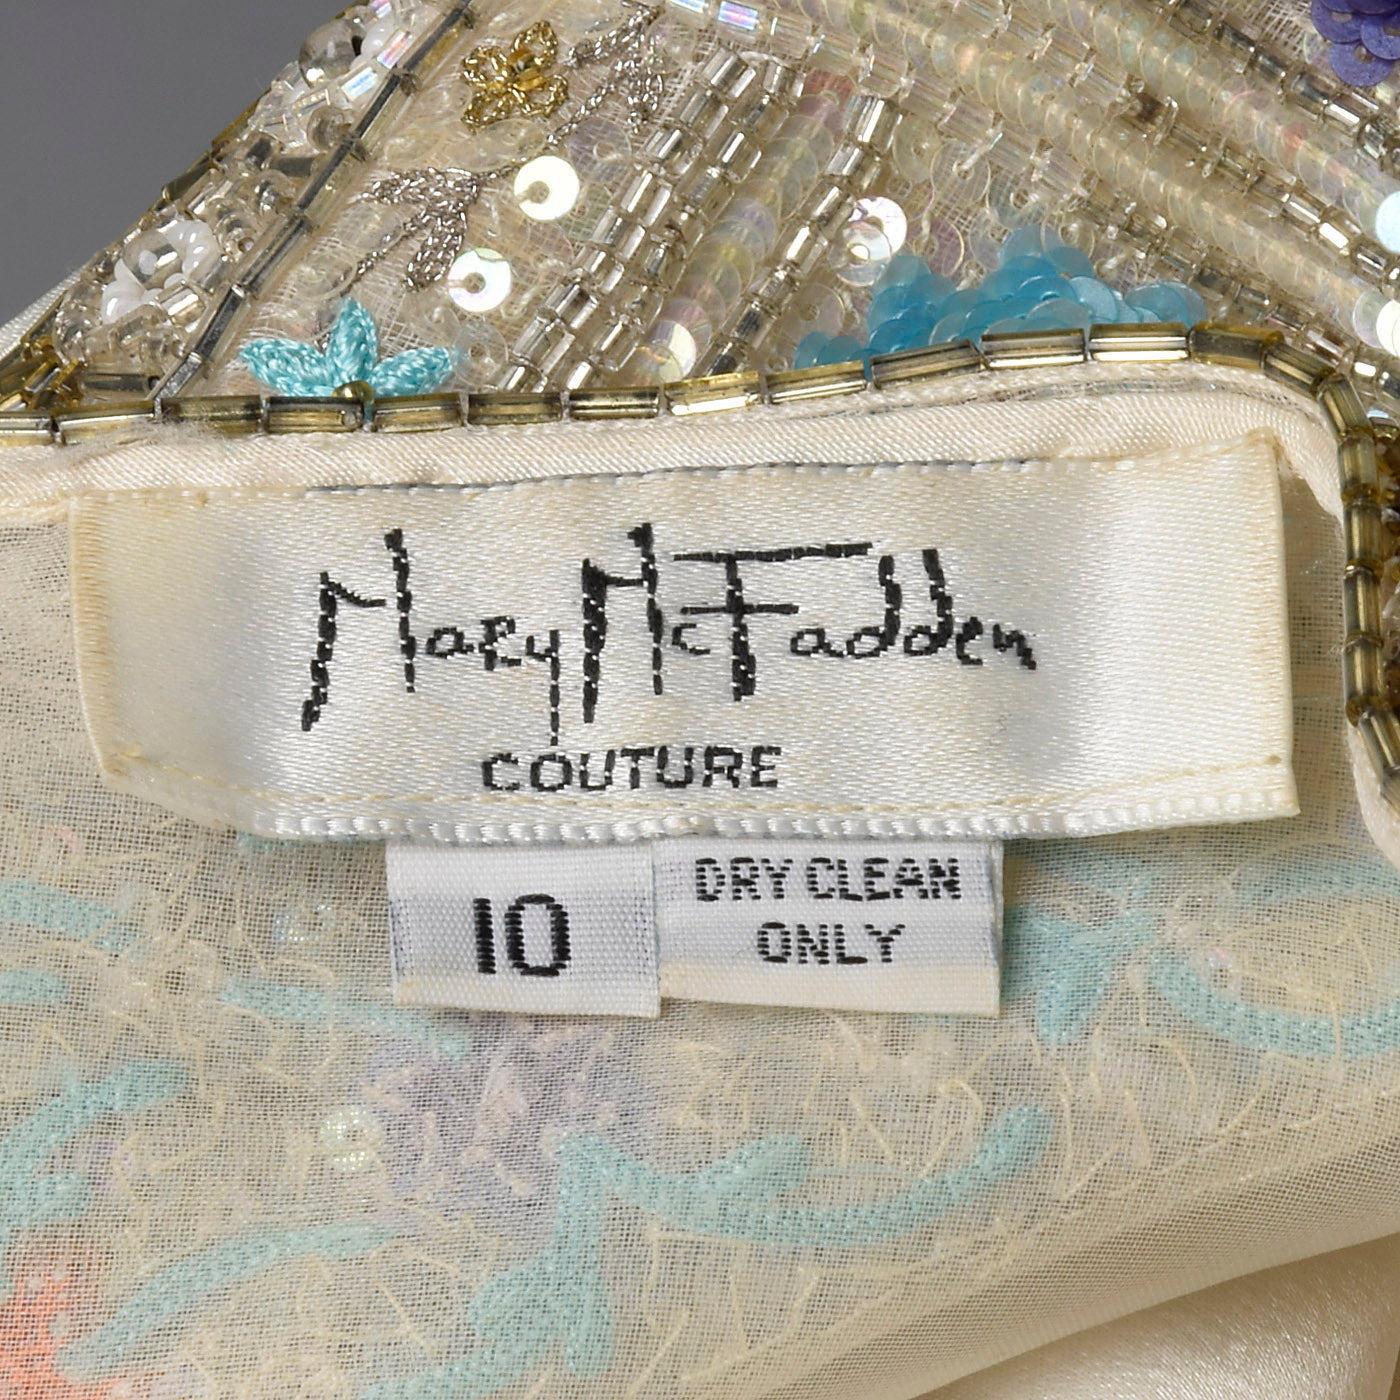 Mary McFadden
COUTURE
10
DRY CLEAN
ONLY